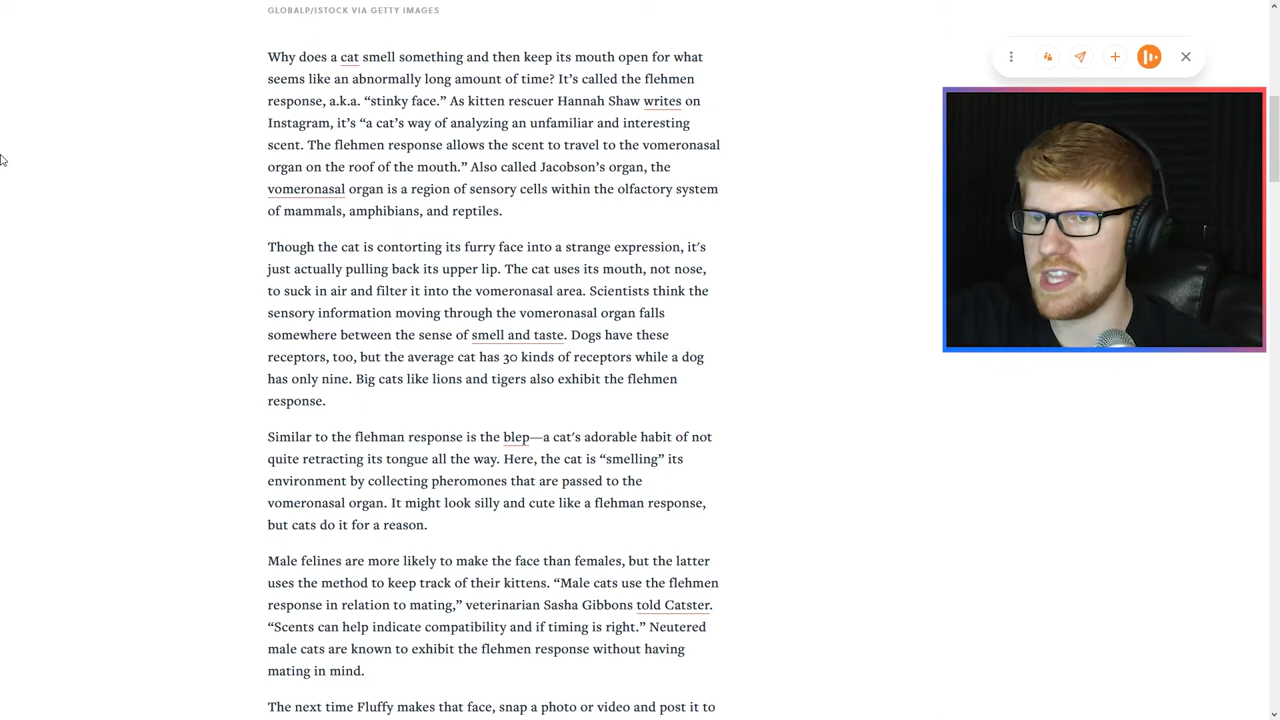 GLOBALP/ISTOCK VIA GETTY IMAGES
Why does a cat smell something and then keep its mouth open for what
seems like an abnormally long amount of time? It’s called the flehmen
response, a.k.a. “stinky face.” As kitten rescuer Hannah Shaw writes on
Instagram, it’s “a cat’s way of analyzing an unfamiliar and interesting
scent. The flehmen response allows the scent to travel to the vomeronasal
organ on the roof of the mouth.” Also called Jacobson’s organ, the
vomeronasal organ is a region of sensory cells within the olfactory system
of mammals, amphibians, and reptiles.
Though the cat is contorting its furry face into a strange expression, it's
just actually pulling back its upper lip. The cat uses its mouth, not nose,
to suck in air and filter it into the vomeronasal area. Scientists think the
sensory information moving through the vomeronasal organ falls
somewhere between the sense of smell and taste. Dogs have these
receptors, too, but the average cat has 30 kinds of receptors while a dog
has only nine. Big cats like lions and tigers also exhibit the flehmen
response.
Similar to the flehman response is the blep—a cat's adorable habit of not
quite retracting its tongue all the way. Here, the cat is “smelling” its
environment by collecting pheromones that are passed to the
vomeronasal organ. It might look silly and cute like a flehman response,
but cats do it for a reason.
Male felines are more likely to make the face than females, but the latter
uses the method to keep track of their kittens. “Male cats use the flehmen
response in relation to mating,” veterinarian Sasha Gibbons told Catster.
“Scents can help indicate compatibility and if timing is right.” Neutered
male cats are known to exhibit the flehmen response without having
mating in mind.
The next time Fluffy makes that face, snap a photo or video and post it to